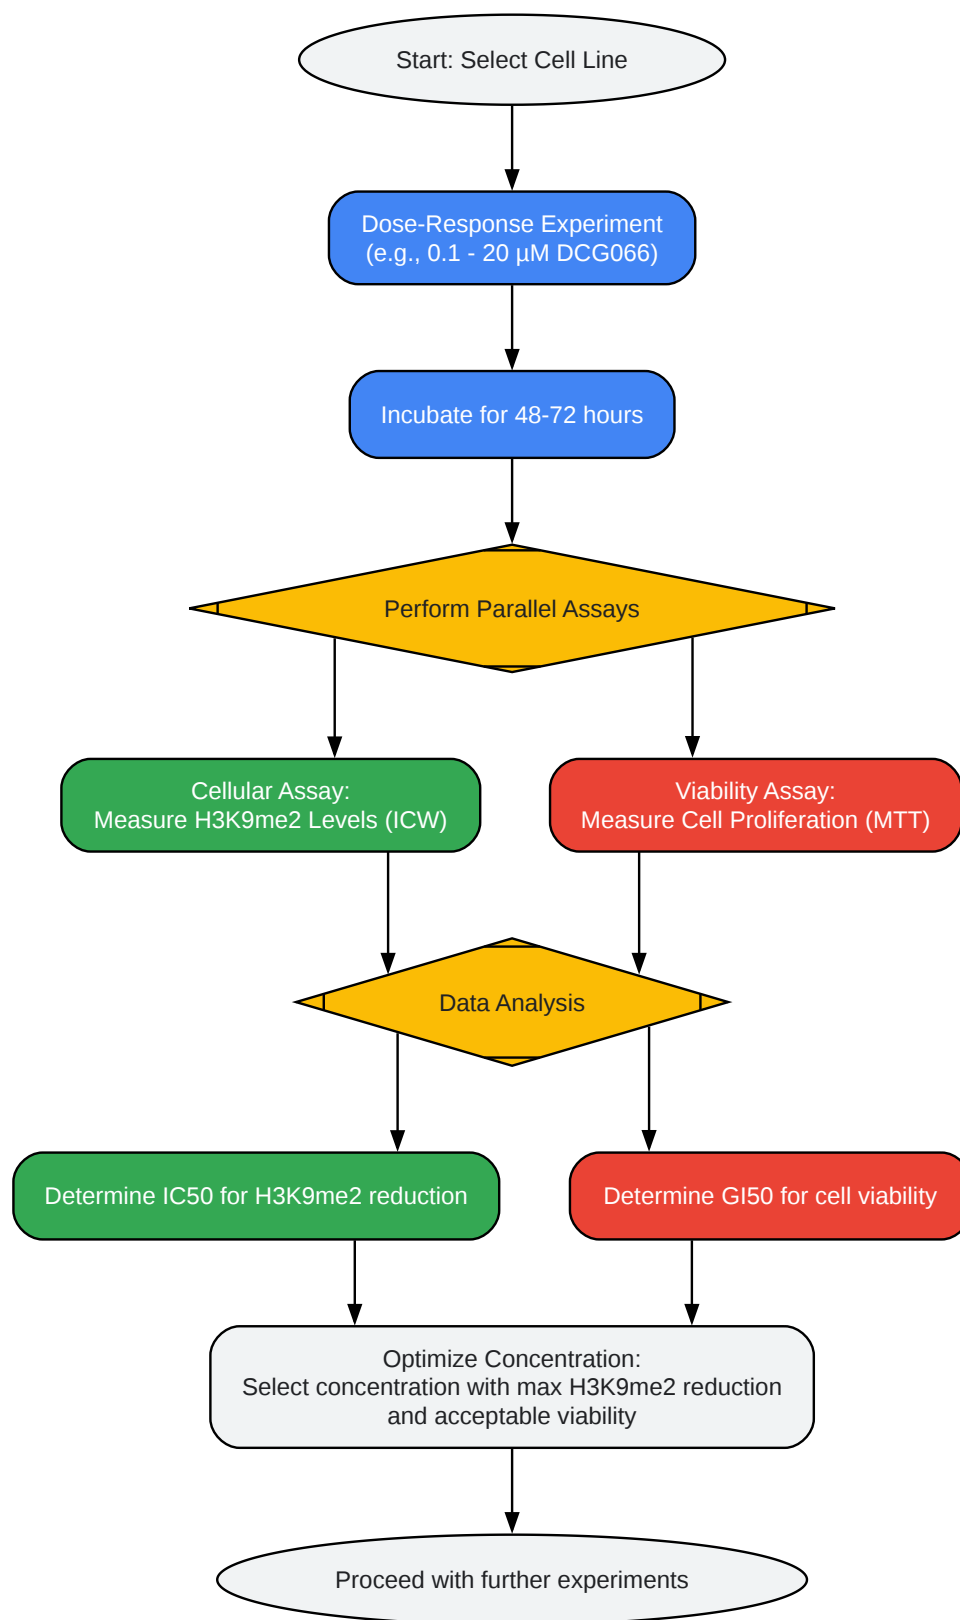 Start: Select Cell Line
Dose-Response Experiment
(e.g., 0.1 - 20 µM DCG066)
Incubate for 48-72 hours
Perform Parallel Assays
Cellular Assay:
Measure H3K9me2 Levels (ICW)
Viability Assay:
Measure Cell Proliferation (MTT)
Data Analysis
Determine IC50 for H3K9me2 reduction
Determine GI50 for cell viability
Optimize Concentration:
Select concentration with max H3K9me2 reduction
and acceptable viability
Proceed with further experiments